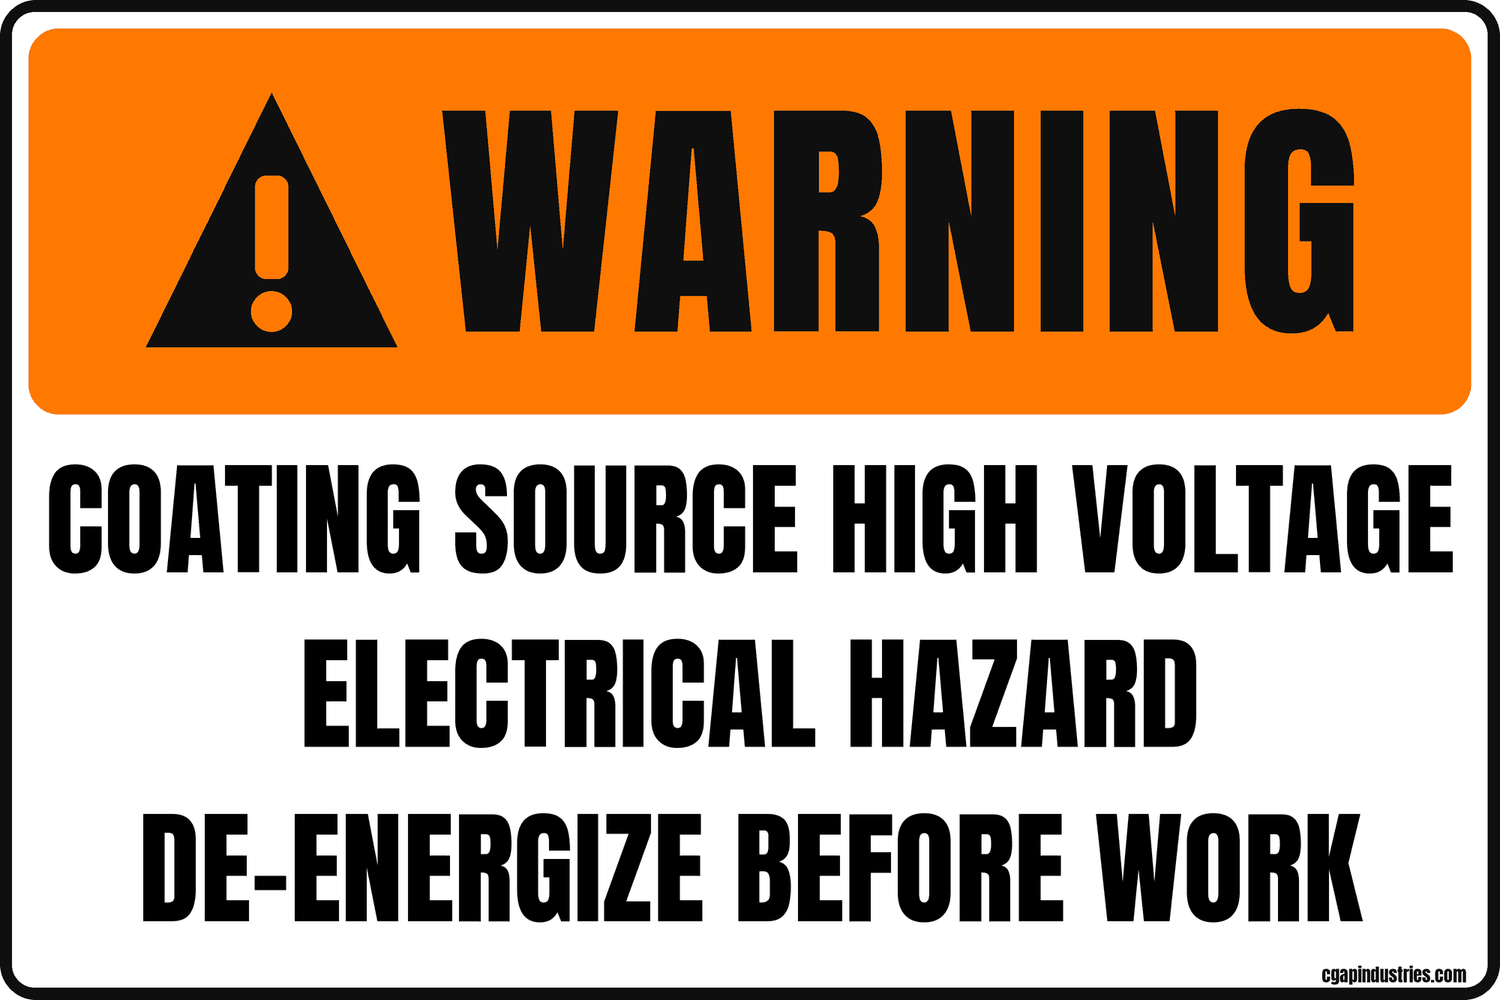 WARNING
COATING SOURCE HIGH VOLTAGE
ELECTRICAL HAZARD
DE-ENERGIZE BEFORE WORK
cgapindustries.com